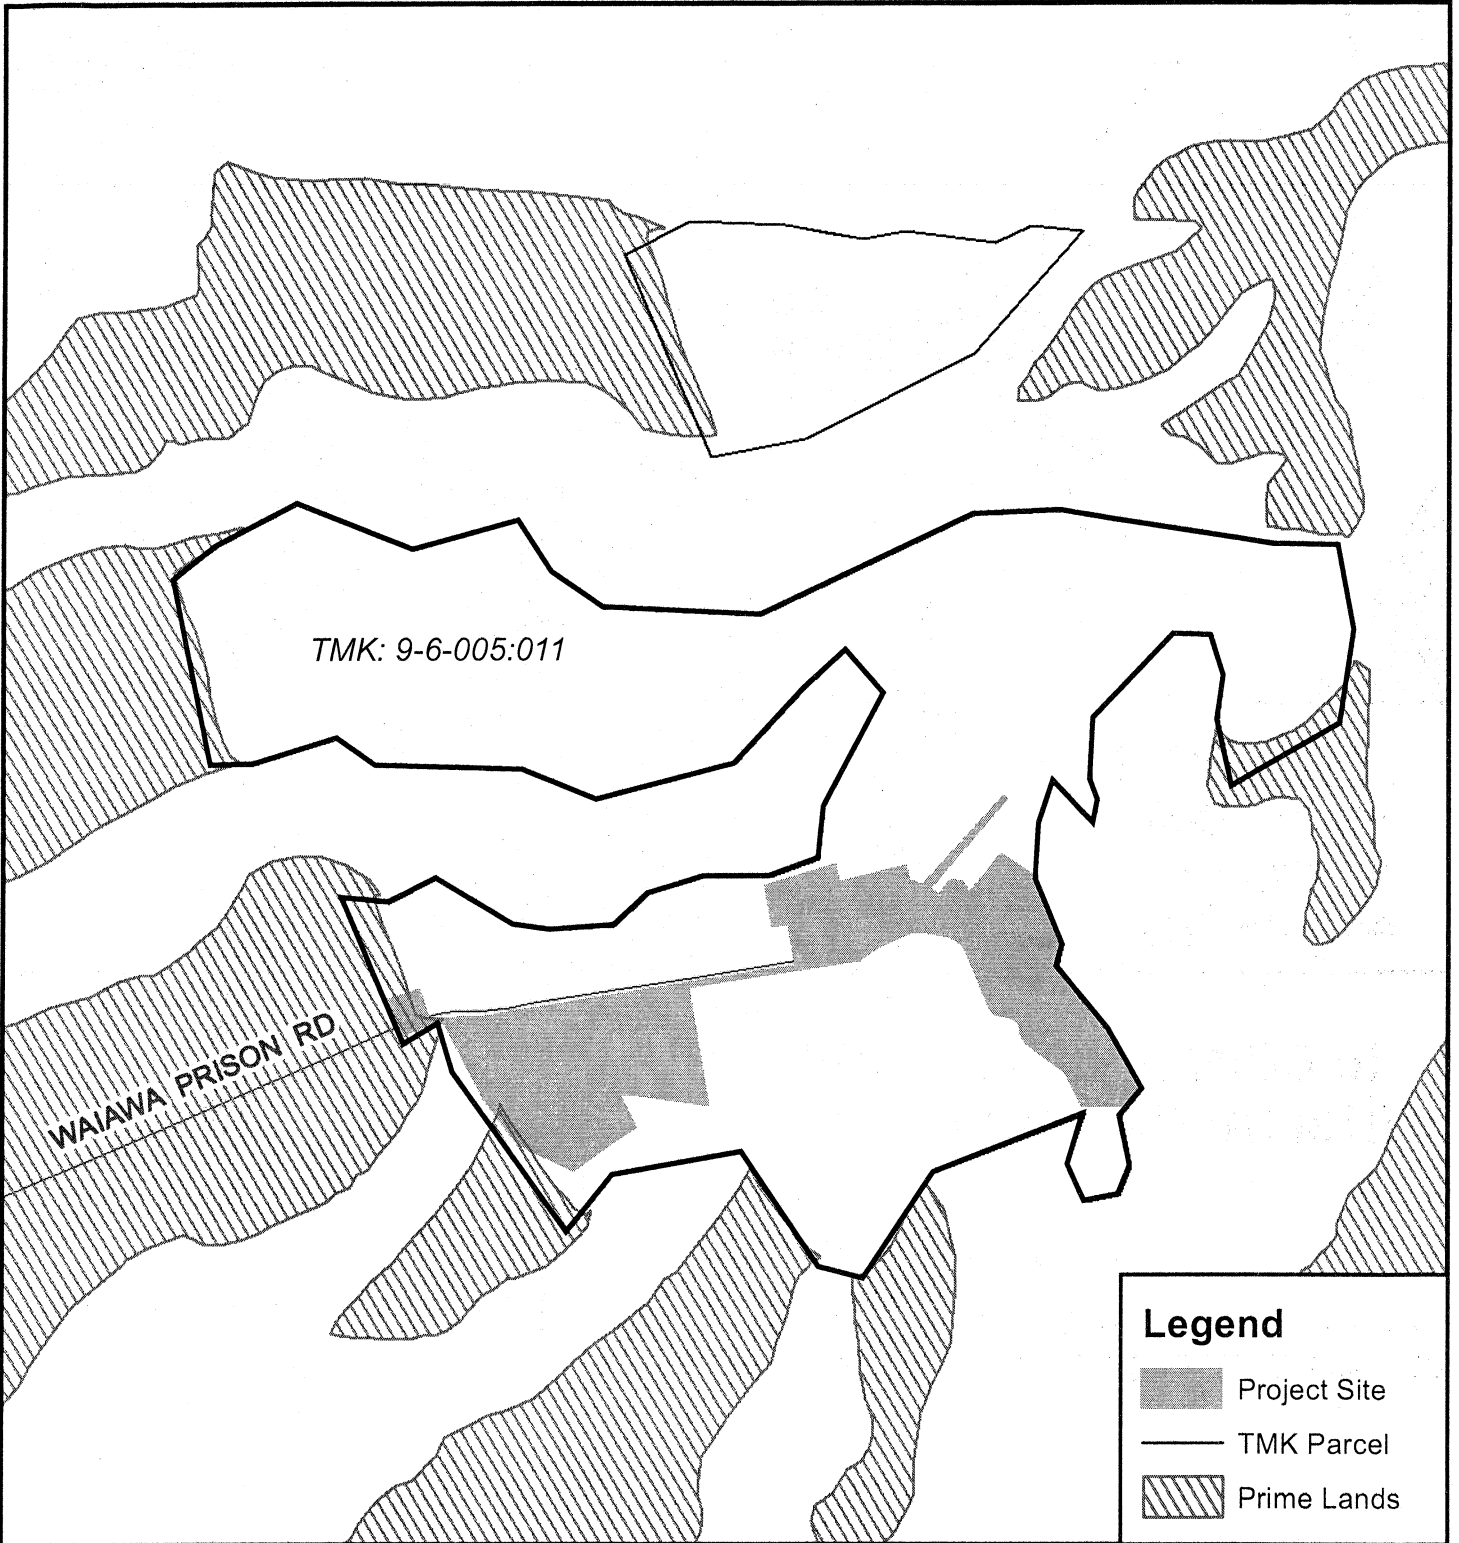 TMK: 9-6-005:011
WAIAWA PRISON RD
Legend
Project Site
TMK Parcel
Prime Lands